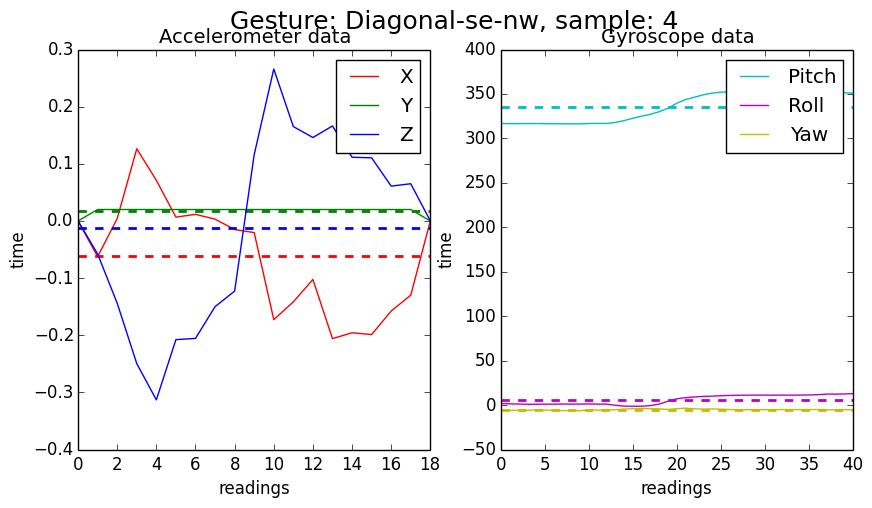 Gesture: Diagonal-se-nw, sample: 4
Accelerometer data
0.3
0.2
0.1
0.0
−0.1
−0.2
−0.3
−0.4
time
0 2 4 6 8 10 12 14 16 18
readings
X
Y
Z
Gyroscope data
400
350
300
250
200
150
100
50
0
−50
time
0 5 10 15 20 25 30 35 40
readings
Pitch
Roll
Yaw